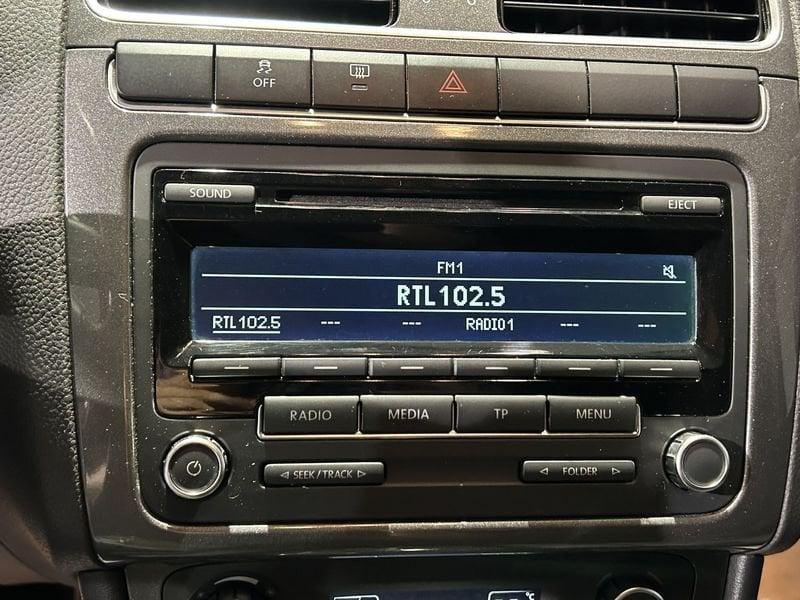 OFF
SOUND
EJECT
FM1
RTL102.5
RTL102.5 --- --- RADIO1 --- ---
RADIO MEDIA TP MENU
SEEK/TRACK FOLDER
°C